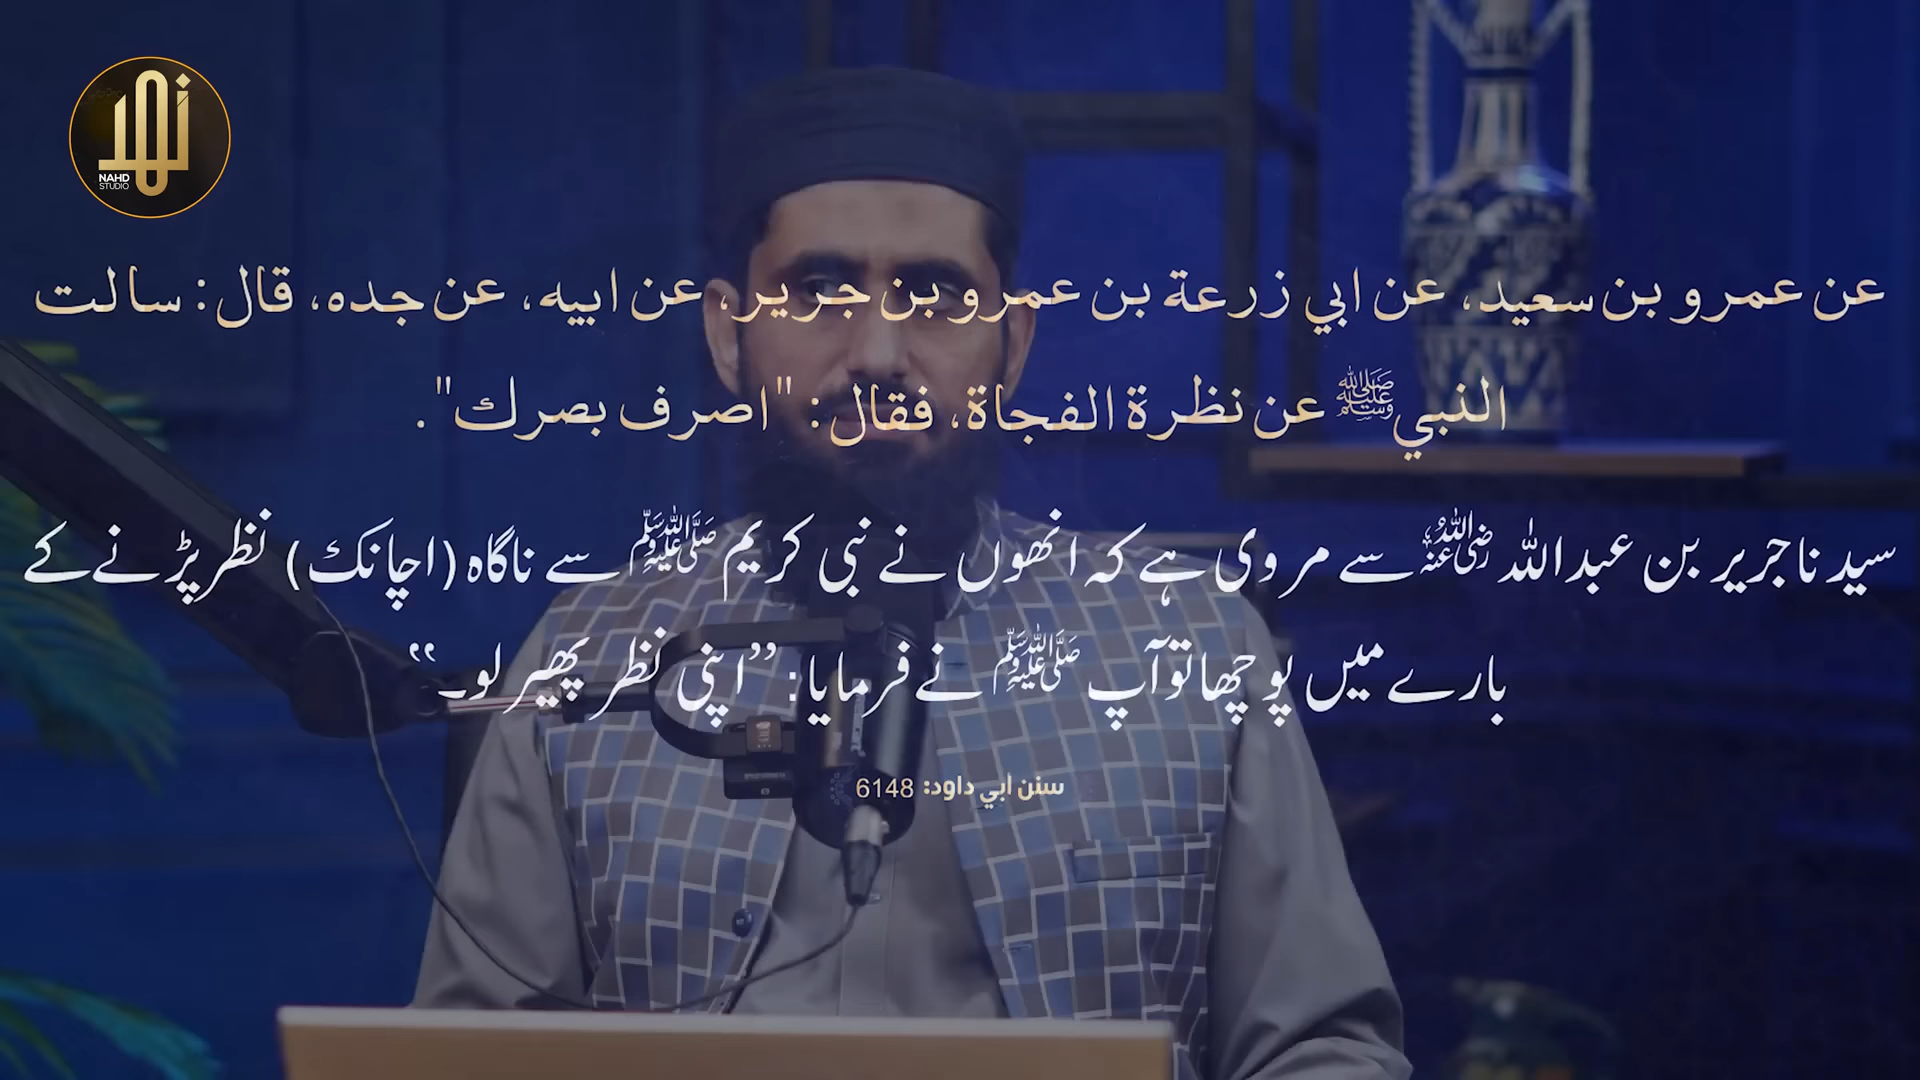 نهد
NAHD
STUDIO
عن عمرو بن سعيد، عن ابي زرعة بن عمرو بن جرير، عن ابيه، عن جده، قال: سالت
النبي ﷺ عن نظرة الفجاة، فقال: "اصرف بصرك".
سیدنا جریر بن عبداللہ رضی اللہ عنہ سے مروی ہے کہ انھوں نے نبی کریم ﷺ سے ناگاہ (اچانک) نظر پڑنے کے
بارے میں پوچھا تو آپ ﷺ نے فرمایا: ”اپنی نظر پھیر لو۔“
سنن ابي داود: 6148